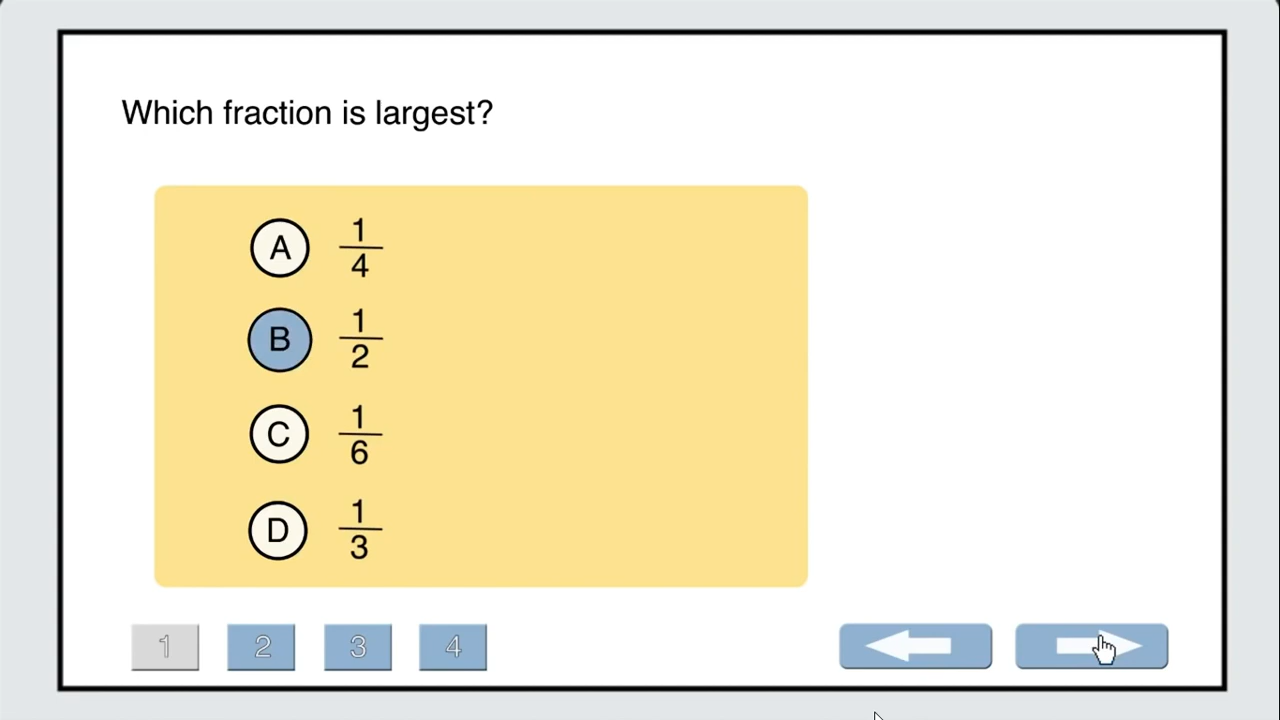 Which fraction is largest?
A 1/4
B 1/2
C 1/6
D 1/3
1 2 3 4